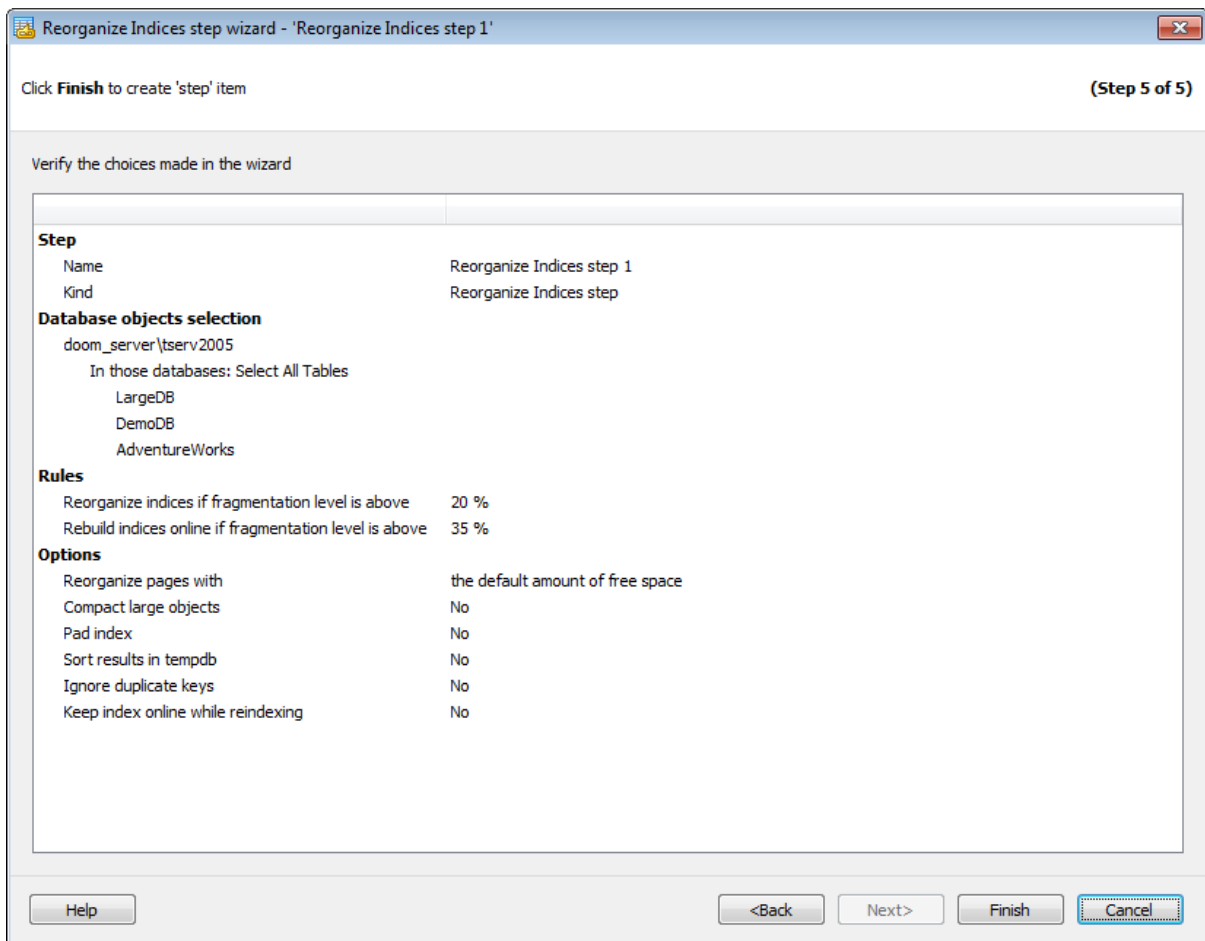 Reorganize Indices step wizard - 'Reorganize Indices step 1'
Click Finish to create 'step' item (Step 5 of 5)
Verify the choices made in the wizard
Step
Name Reorganize Indices step 1
Kind Reorganize Indices step
Database objects selection
doom_server\tserv2005
In those databases: Select All Tables
LargeDB
DemoDB
AdventureWorks
Rules
Reorganize indices if fragmentation level is above 20 %
Rebuild indices online if fragmentation level is above 35 %
Options
Reorganize pages with the default amount of free space
Compact large objects No
Pad index No
Sort results in tempdb No
Ignore duplicate keys No
Keep index online while reindexing No
Help <Back Next> Finish Cancel